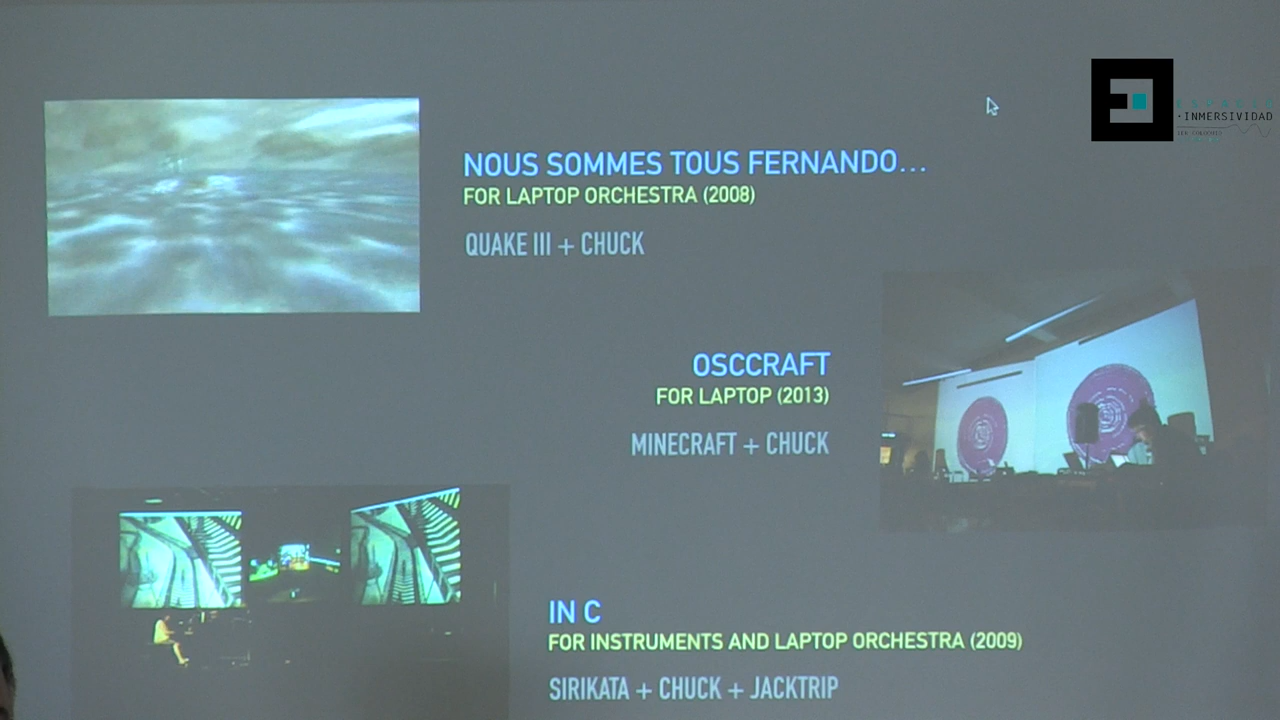 NOUS SOMMES TOUS FERNANDO...
FOR LAPTOP ORCHESTRA (2008)
QUAKE III + CHUCK
OSCCRAFT
FOR LAPTOP (2013)
MINECRAFT + CHUCK
IN C
FOR INSTRUMENTS AND LAPTOP ORCHESTRA (2009)
SIRIKATA + CHUCK + JACKTRIP
ESPACIO
·INMERSIVIDAD